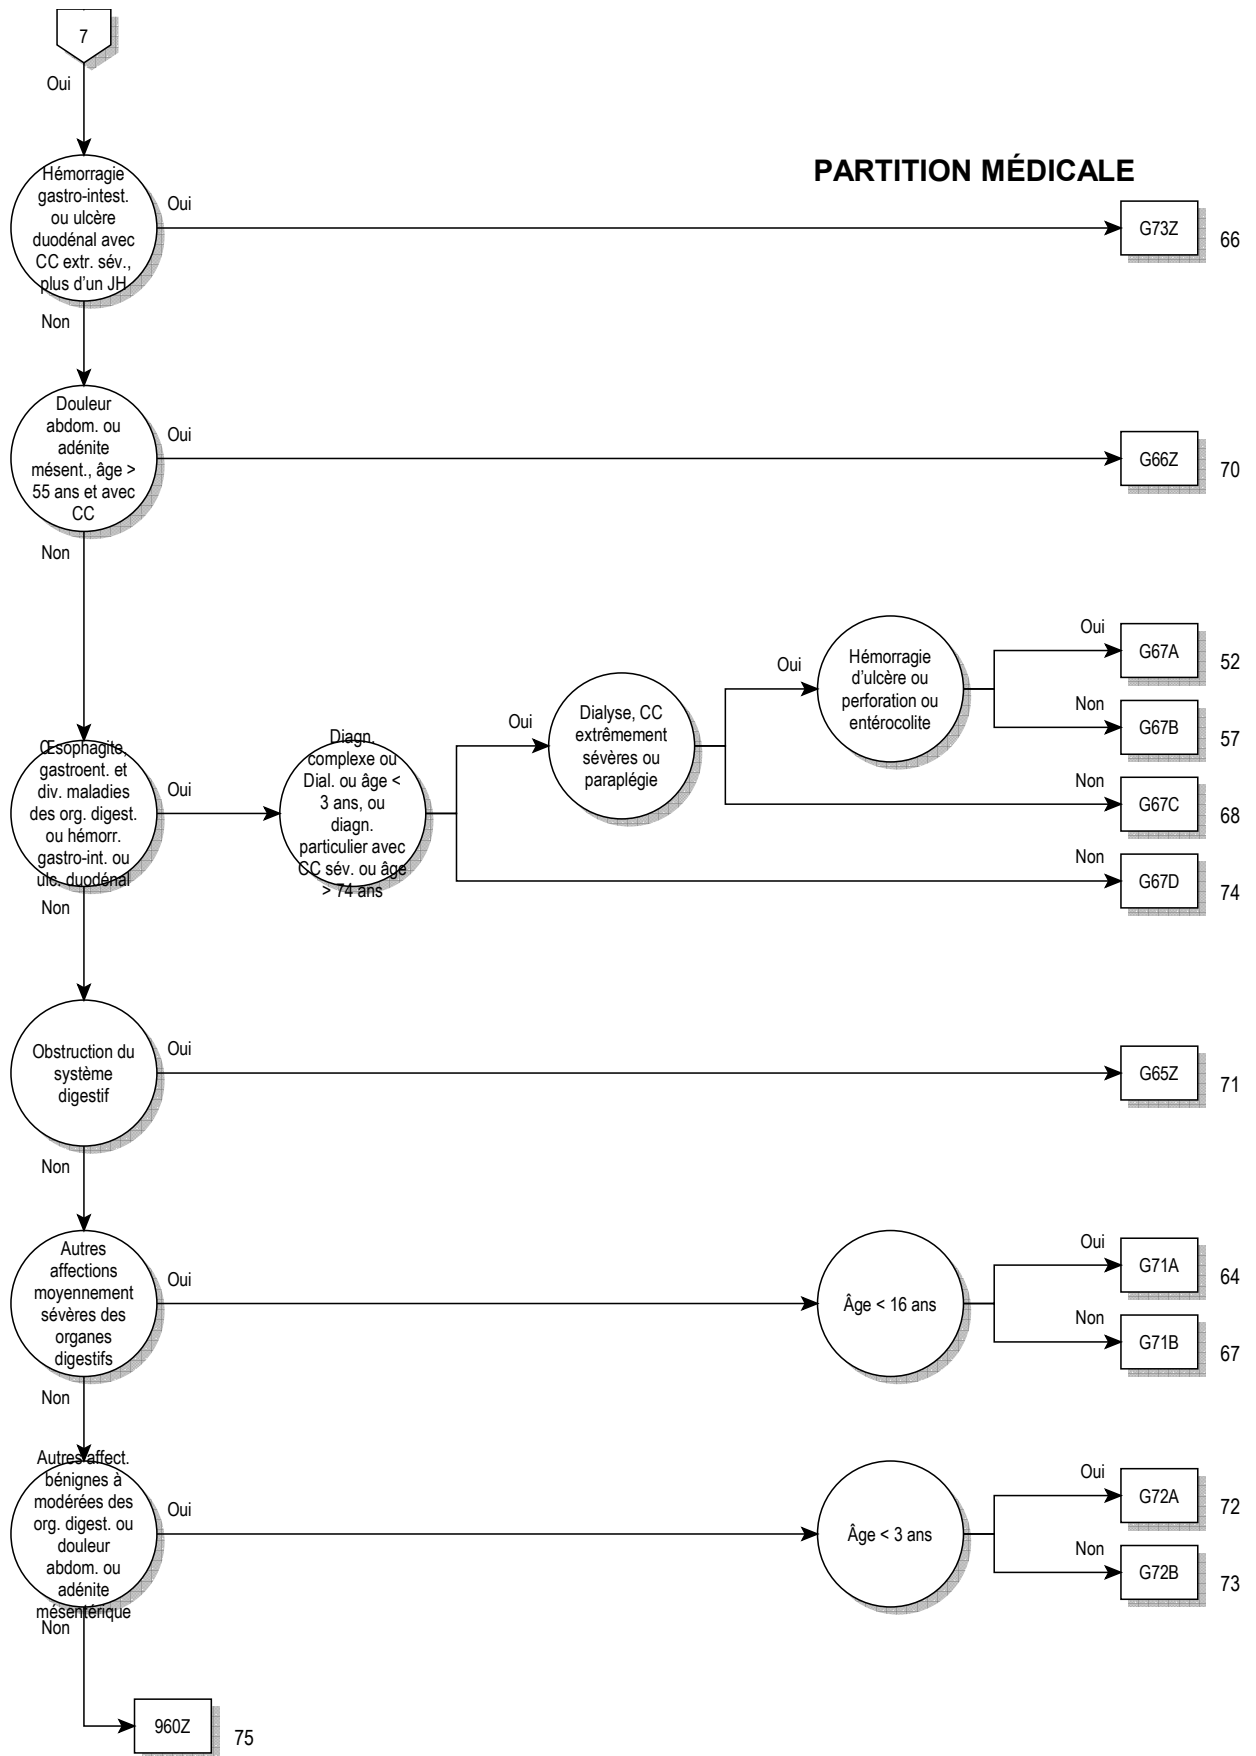 7
Oui
PARTITION MÉDICALE
Hémorragie
gastro-intest.
ou ulcère
duodénal avec
CC extr. sév.,
plus d'un JH
Oui
G73Z
66
Non
Douleur
abdom. ou
adénite
mésent., âge >
55 ans et avec
CC
Oui
G66Z
70
Non
Œsophagite,
gastroent. et
div. maladies
des org. digest.
ou hémorr.
gastro-int. ou
ulc. duodénal
Oui
Diagn.
complexe ou
Dial. ou âge <
3 ans, ou
diagn.
particulier avec
CC sév. ou âge
> 74 ans
Oui
Dialyse, CC
extrêmement
sévères ou
paraplégie
Oui
Hémorragie
d'ulcère ou
perforation ou
entérocolite
Oui
G67A
52
Non
G67B
57
Non
G67C
68
Non
G67D
74
Non
Obstruction du
système
digestif
Oui
G65Z
71
Non
Autres
affections
moyennement
sévères des
organes
digestifs
Oui
Âge < 16 ans
Oui
G71A
64
Non
G71B
67
Non
Autres affect.
bénignes à
modérées des
org. digest. ou
douleur
abdom. ou
adénite
mésentérique
Oui
Âge < 3 ans
Oui
G72A
72
Non
G72B
73
Non
960Z
75